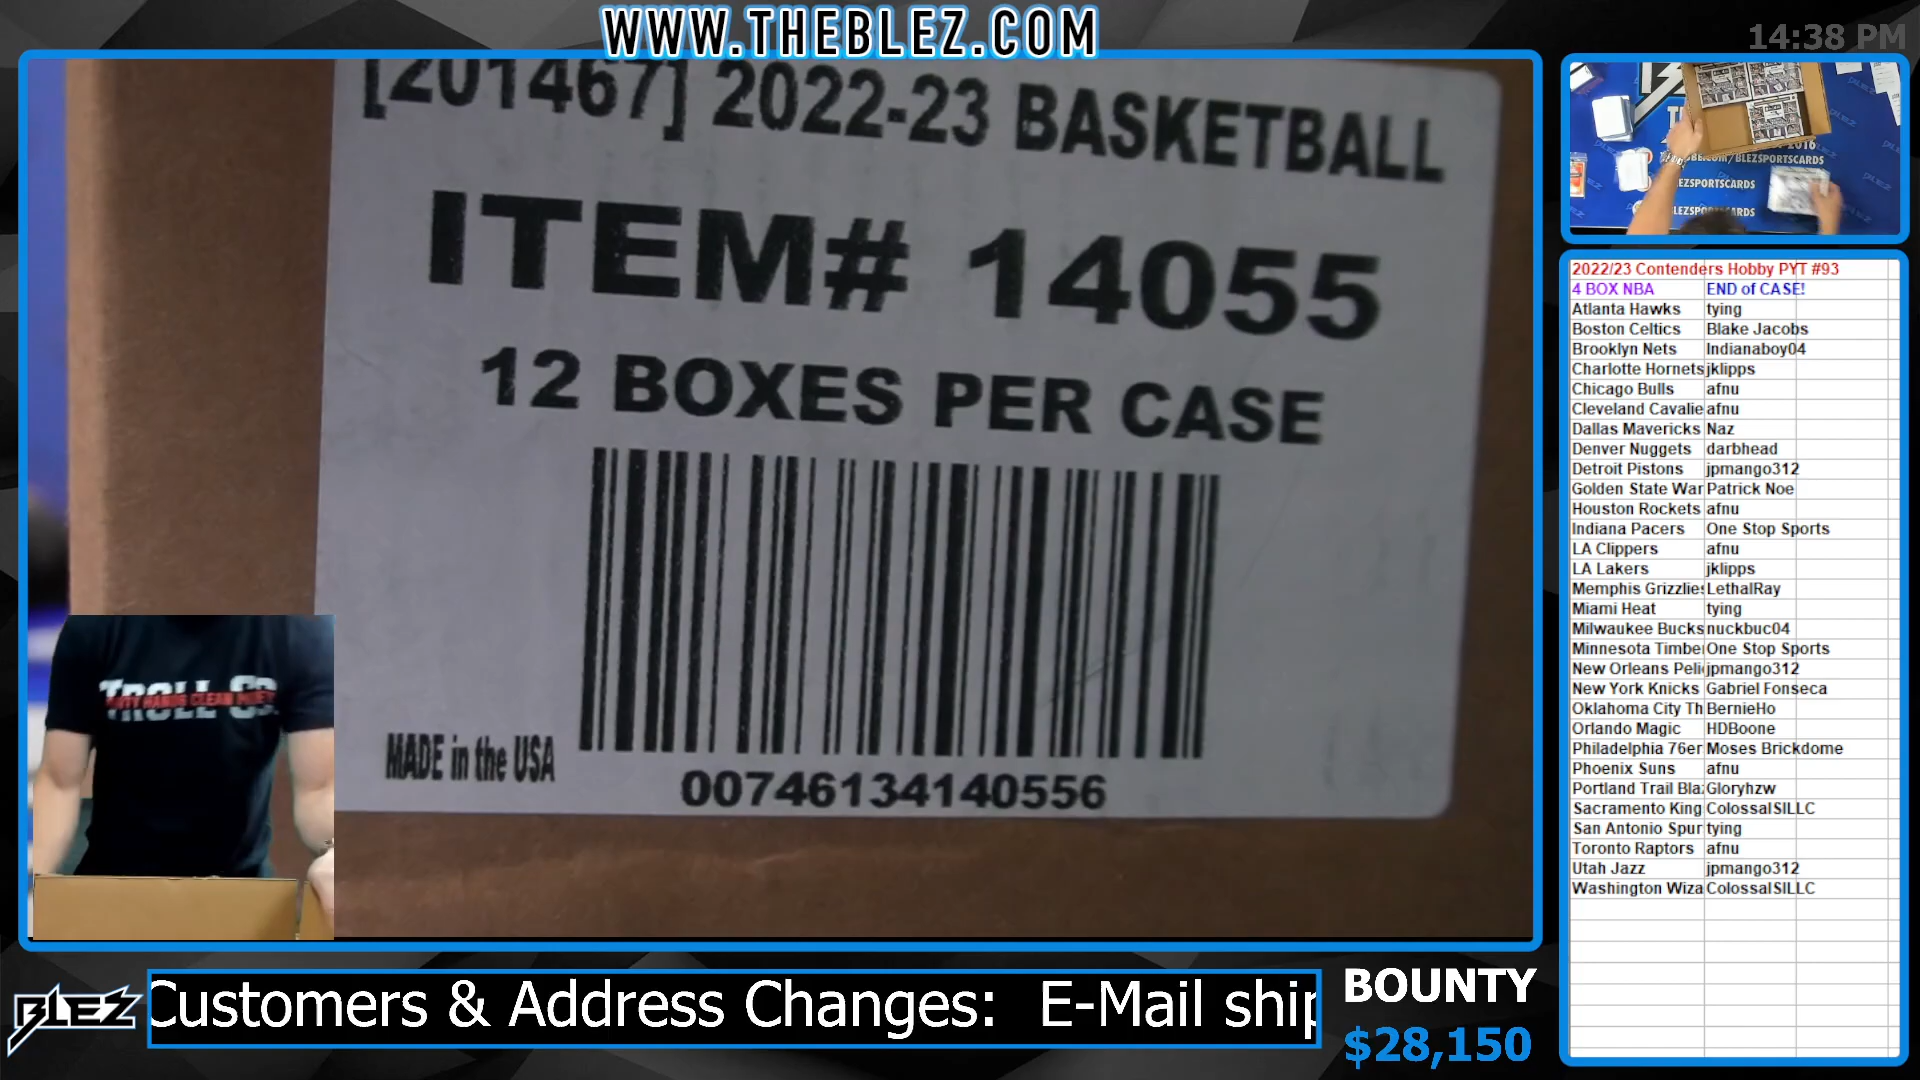 WWW.THEBLEZ.COM
14:38 PM
[201467] 2022-23 BASKETBALL
ITEM# 14055
12 BOXES PER CASE
MADE in the USA
00746134140556
TROLL
BLEZSPORTSCARDS
2022/23 Contenders Hobby PYT #93
4 BOX NBA END of CASE!
Atlanta Hawks tying
Boston Celtics Blake Jacobs
Brooklyn Nets Indianaboy04
Charlotte Hornets jklipps
Chicago Bulls afnu
Cleveland Cavalie afnu
Dallas Mavericks Naz
Denver Nuggets darbhead
Detroit Pistons jpmango312
Golden State War Patrick Noe
Houston Rockets afnu
Indiana Pacers One Stop Sports
LA Clippers afnu
LA Lakers jklipps
Memphis Grizzlies LethalRay
Miami Heat tying
Milwaukee Bucks nuckbuc04
Minnesota Timbe One Stop Sports
New Orleans Peli jpmango312
New York Knicks Gabriel Fonseca
Oklahoma City Th BernieHo
Orlando Magic HDBoone
Philadelphia 76er Moses Brickdome
Phoenix Suns afnu
Portland Trail Bla Gloryhzw
Sacramento King ColossalSILLC
San Antonio Spur tying
Toronto Raptors afnu
Utah Jazz jpmango312
Washington Wiza ColossalSILLC
BLEZ
Customers & Address Changes: E-Mail ship
BOUNTY
$28,150